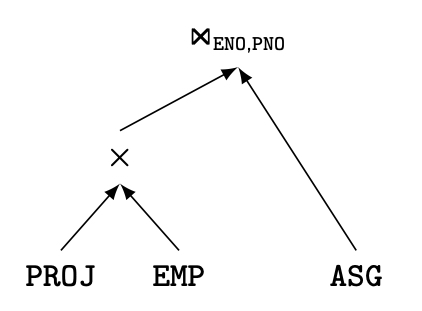 ⋈ENO,PNO
×
PROJ EMP ASG